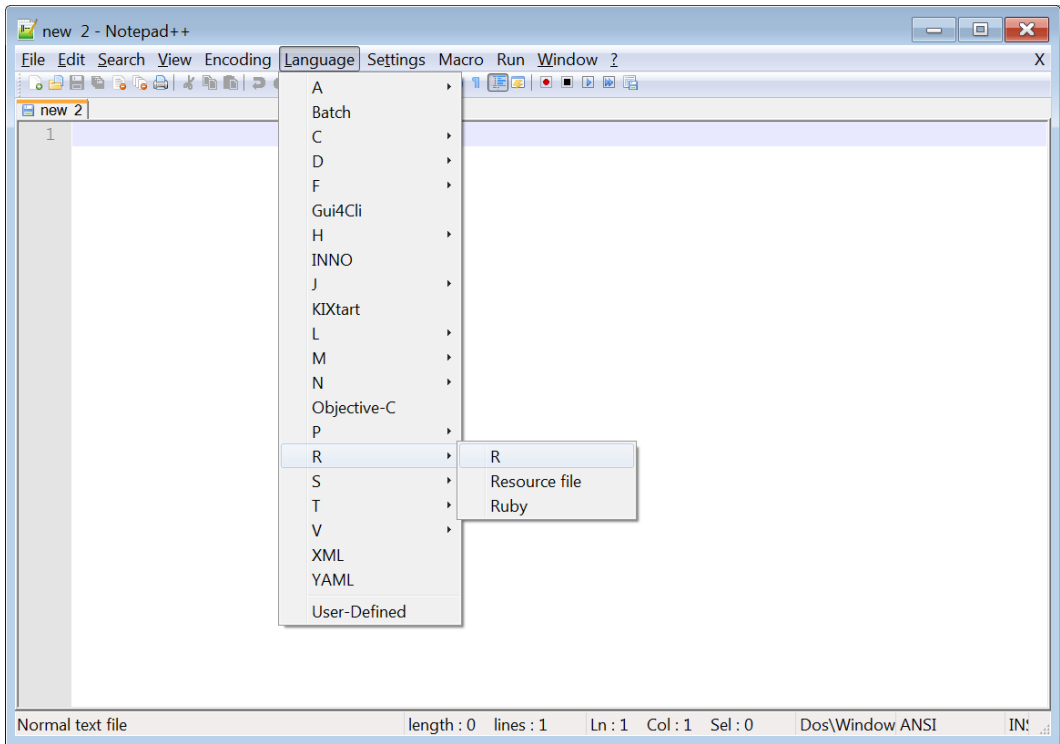 new 2 - Notepad++
File Edit Search View Encoding Language Settings Macro Run Window ? X
new 2
1
A
Batch
C
D
F
Gui4Cli
H
INNO
J
KIXtart
L
M
N
Objective-C
P
R
R
Resource file
Ruby
S
T
V
XML
YAML
User-Defined
Normal text file length : 0 lines : 1 Ln : 1 Col : 1 Sel : 0 Dos\Window ANSI